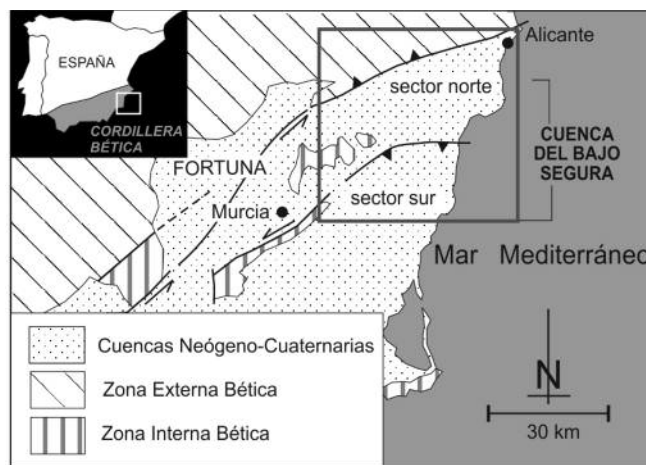 ESPAÑA
CORDILLERA
BÉTICA
Alicante
sector norte
CUENCA
DEL BAJO
SEGURA
FORTUNA
sector sur
Murcia
Mar Mediterráneo
Cuencas Neógeno-Cuaternarias
Zona Externa Bética
Zona Interna Bética
N
30 km